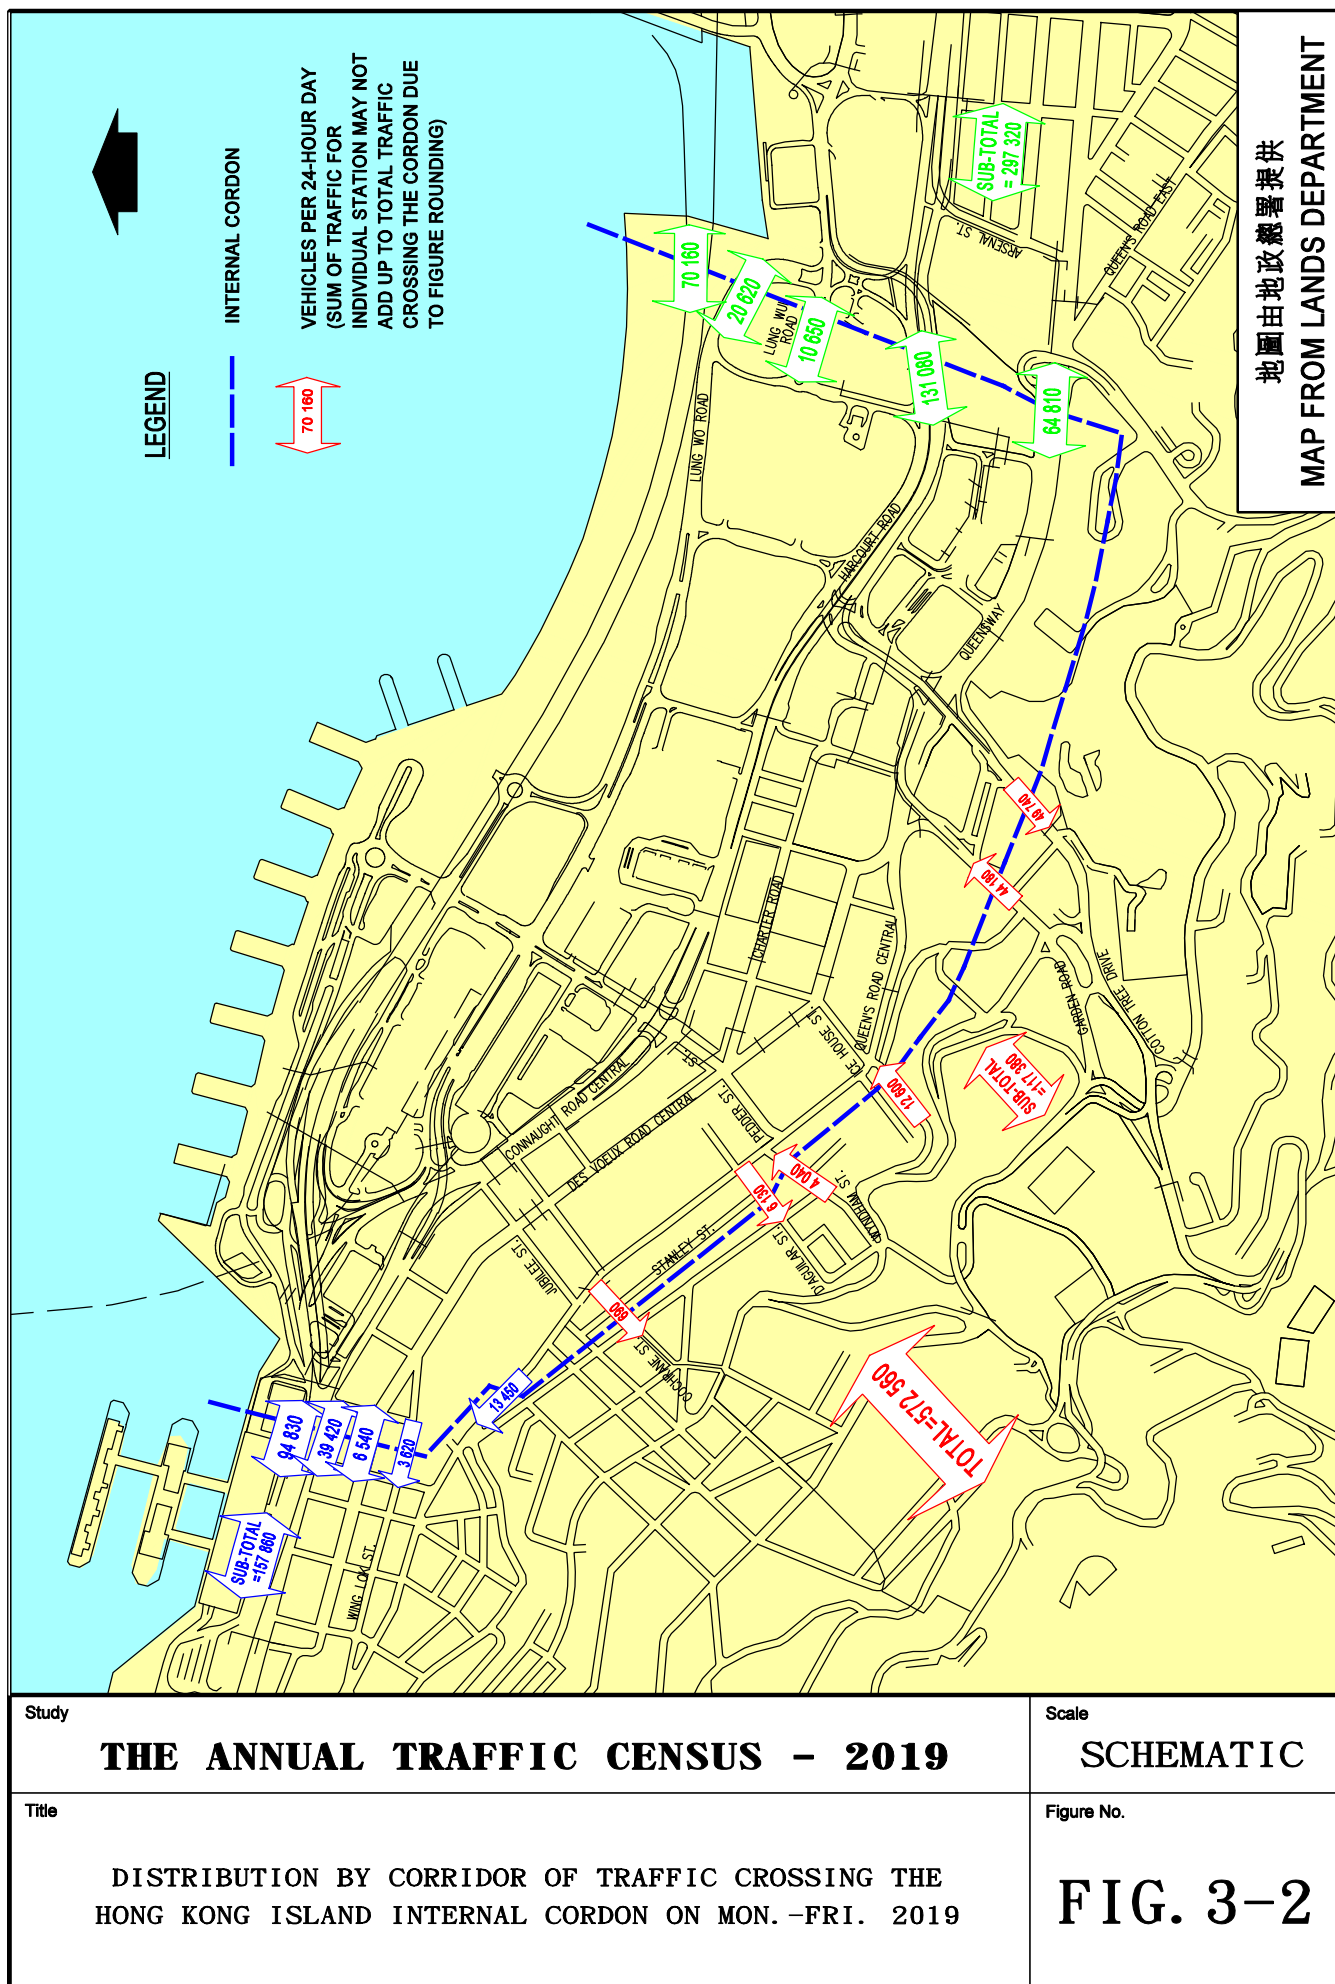 LEGEND
INTERNAL CORDON
70 160
VEHICLES PER 24-HOUR DAY
(SUM OF TRAFFIC FOR
INDIVIDUAL STATION MAY NOT
ADD UP TO TOTAL TRAFFIC
CROSSING THE CORDON DUE
TO FIGURE ROUNDING)
地圖由地政總署提供
MAP FROM LANDS DEPARTMENT
SUB-TOTAL
= 297 320
ARSENAL ST.
QUEEN'S ROAD EAST
70 160
20 620
LUNG WUI
ROAD
10 650
131 080
64 810
LUNG WO ROAD
HARCOURT ROAD
QUEENSWAY
49 740
44 180
CHARTER ROAD
QUEEN'S ROAD CENTRAL
GARDEN ROAD
COTTON TREE DRIVE
ICE HOUSE ST.
SUB-TOTAL
=117 380
12 600
CONNAUGHT ROAD CENTRAL
DES VOEUX ROAD CENTRAL
ST.
PEDDER ST.
4 040
6 130
WYNDHAM ST.
D'AGUILAR ST.
STANLEY ST.
JUBILEE ST.
690
COCHRANE ST.
13 450
TOTAL=572 560
94 830
39 420
6 540
3 620
SUB-TOTAL
=157 860
WING LOK ST.
Study
THE ANNUAL TRAFFIC CENSUS - 2019
Scale
SCHEMATIC
Title
DISTRIBUTION BY CORRIDOR OF TRAFFIC CROSSING THE
HONG KONG ISLAND INTERNAL CORDON ON MON.-FRI. 2019
Figure No.
FIG. 3-2